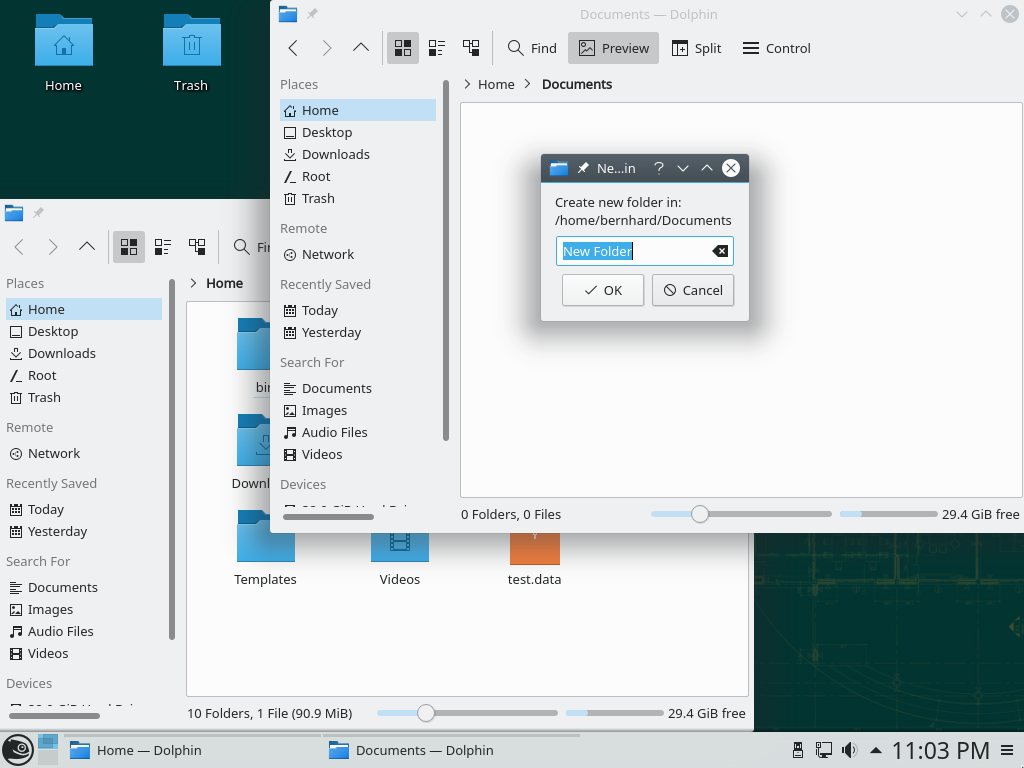 Home
Trash
Documents — Dolphin
Find
Preview
Split
Control
Places
Home
Desktop
Downloads
Root
Trash
Remote
Network
Recently Saved
Today
Yesterday
Search For
Documents
Images
Audio Files
Videos
Devices
Home
Documents
0 Folders, 0 Files
29.4 GiB free
Ne...in
Create new folder in:
/home/bernhard/Documents
New Folder
OK
Cancel
Places
Home
Desktop
Downloads
Root
Trash
Remote
Network
Recently Saved
Today
Yesterday
Search For
Documents
Images
Audio Files
Videos
Devices
Home
Templates
Videos
test.data
10 Folders, 1 File (90.9 MiB)
29.4 GiB free
Home — Dolphin
Documents — Dolphin
11:03 PM